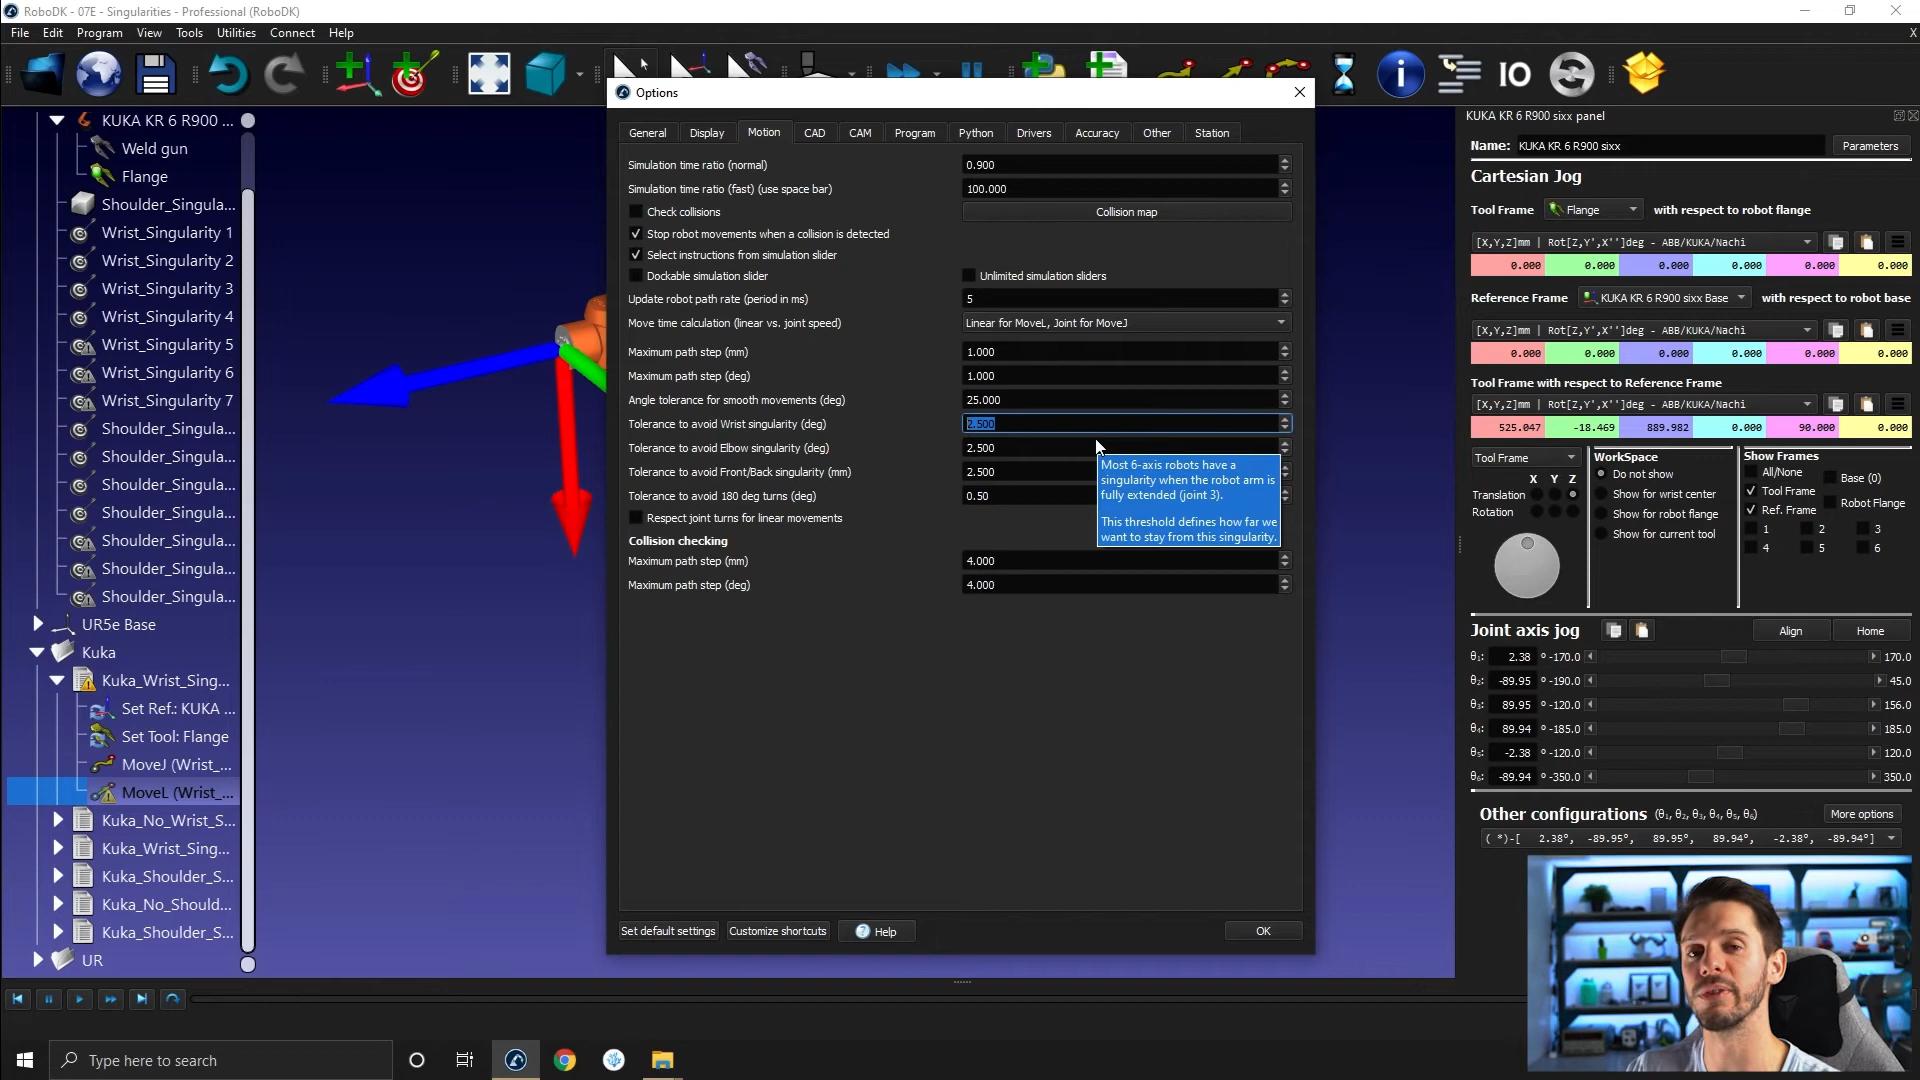 RoboDK - 07E - Singularities - Professional (RoboDK)
File Edit Program View Tools Utilities Connect Help X
IO
KUKA KR 6 R900 ...
Weld gun
Flange
Shoulder_Singula...
Wrist_Singularity 1
Wrist_Singularity 2
Wrist_Singularity 3
Wrist_Singularity 4
Wrist_Singularity 5
Wrist_Singularity 6
Wrist_Singularity 7
Shoulder_Singula...
Shoulder_Singula...
Shoulder_Singula...
Shoulder_Singula...
Shoulder_Singula...
Shoulder_Singula...
Shoulder_Singula...
UR5e Base
Kuka
Kuka_Wrist_Sing...
Set Ref.: KUKA ...
Set Tool: Flange
MoveJ (Wrist_...
MoveL (Wrist_...
Kuka_No_Wrist_S...
Kuka_Wrist_Sing...
Kuka_Shoulder_S...
Kuka_No_Should...
Kuka_Shoulder_S...
UR
Options
General Display Motion CAD CAM Program Python Drivers Accuracy Other Station
Simulation time ratio (normal) 0.900
Simulation time ratio (fast) (use space bar) 100.000
Check collisions Collision map
Stop robot movements when a collision is detected
Select instructions from simulation slider
Dockable simulation slider Unlimited simulation sliders
Update robot path rate (period in ms) 5
Move time calculation (linear vs. joint speed) Linear for MoveL, Joint for MoveJ
Maximum path step (mm) 1.000
Maximum path step (deg) 1.000
Angle tolerance for smooth movements (deg) 25.000
Tolerance to avoid Wrist singularity (deg) 2.500
Tolerance to avoid Elbow singularity (deg) 2.500
Tolerance to avoid Front/Back singularity (mm) 2.500
Tolerance to avoid 180 deg turns (deg) 0.50
Respect joint turns for linear movements
Collision checking
Maximum path step (mm) 4.000
Maximum path step (deg) 4.000
Most 6-axis robots have a
singularity when the robot arm is
fully extended (joint 3).
This threshold defines how far we
want to stay from this singularity.
Set default settings Customize shortcuts Help OK
KUKA KR 6 R900 sixx panel
Name: KUKA KR 6 R900 sixx Parameters
Cartesian Jog
Tool Frame Flange with respect to robot flange
[X,Y,Z]mm | Rot[Z,Y',X'']deg - ABB/KUKA/Nachi
0.000 0.000 0.000 0.000 0.000 0.000
Reference Frame KUKA KR 6 R900 sixx Base with respect to robot base
[X,Y,Z]mm | Rot[Z,Y',X'']deg - ABB/KUKA/Nachi
0.000 0.000 0.000 0.000 0.000 0.000
Tool Frame with respect to Reference Frame
[X,Y,Z]mm | Rot[Z,Y',X'']deg - ABB/KUKA/Nachi
525.047 -18.469 889.982 0.000 90.000 0.000
Tool Frame WorkSpace Show Frames
X Y Z
Translation
Rotation
Do not show
Show for wrist center
Show for robot flange
Show for current tool
All/None Base (0)
Tool Frame
Ref. Frame Robot Flange
1 2 3
4 5 6
Joint axis jog Align Home
θ₁: 2.38 º -170.0 170.0
θ₂: -89.95 º -190.0 45.0
θ₃: 89.95 º -120.0 156.0
θ₄: 89.94 º -185.0 185.0
θ₅: -2.38 º -120.0 120.0
θ₆: -89.94 º -350.0 350.0
Other configurations (θ₁, θ₂, θ₃, θ₄, θ₅, θ₆) More options
( *)-[ 2.38°, -89.95°, 89.95°, 89.94°, -2.38°, -89.94°]
Type here to search